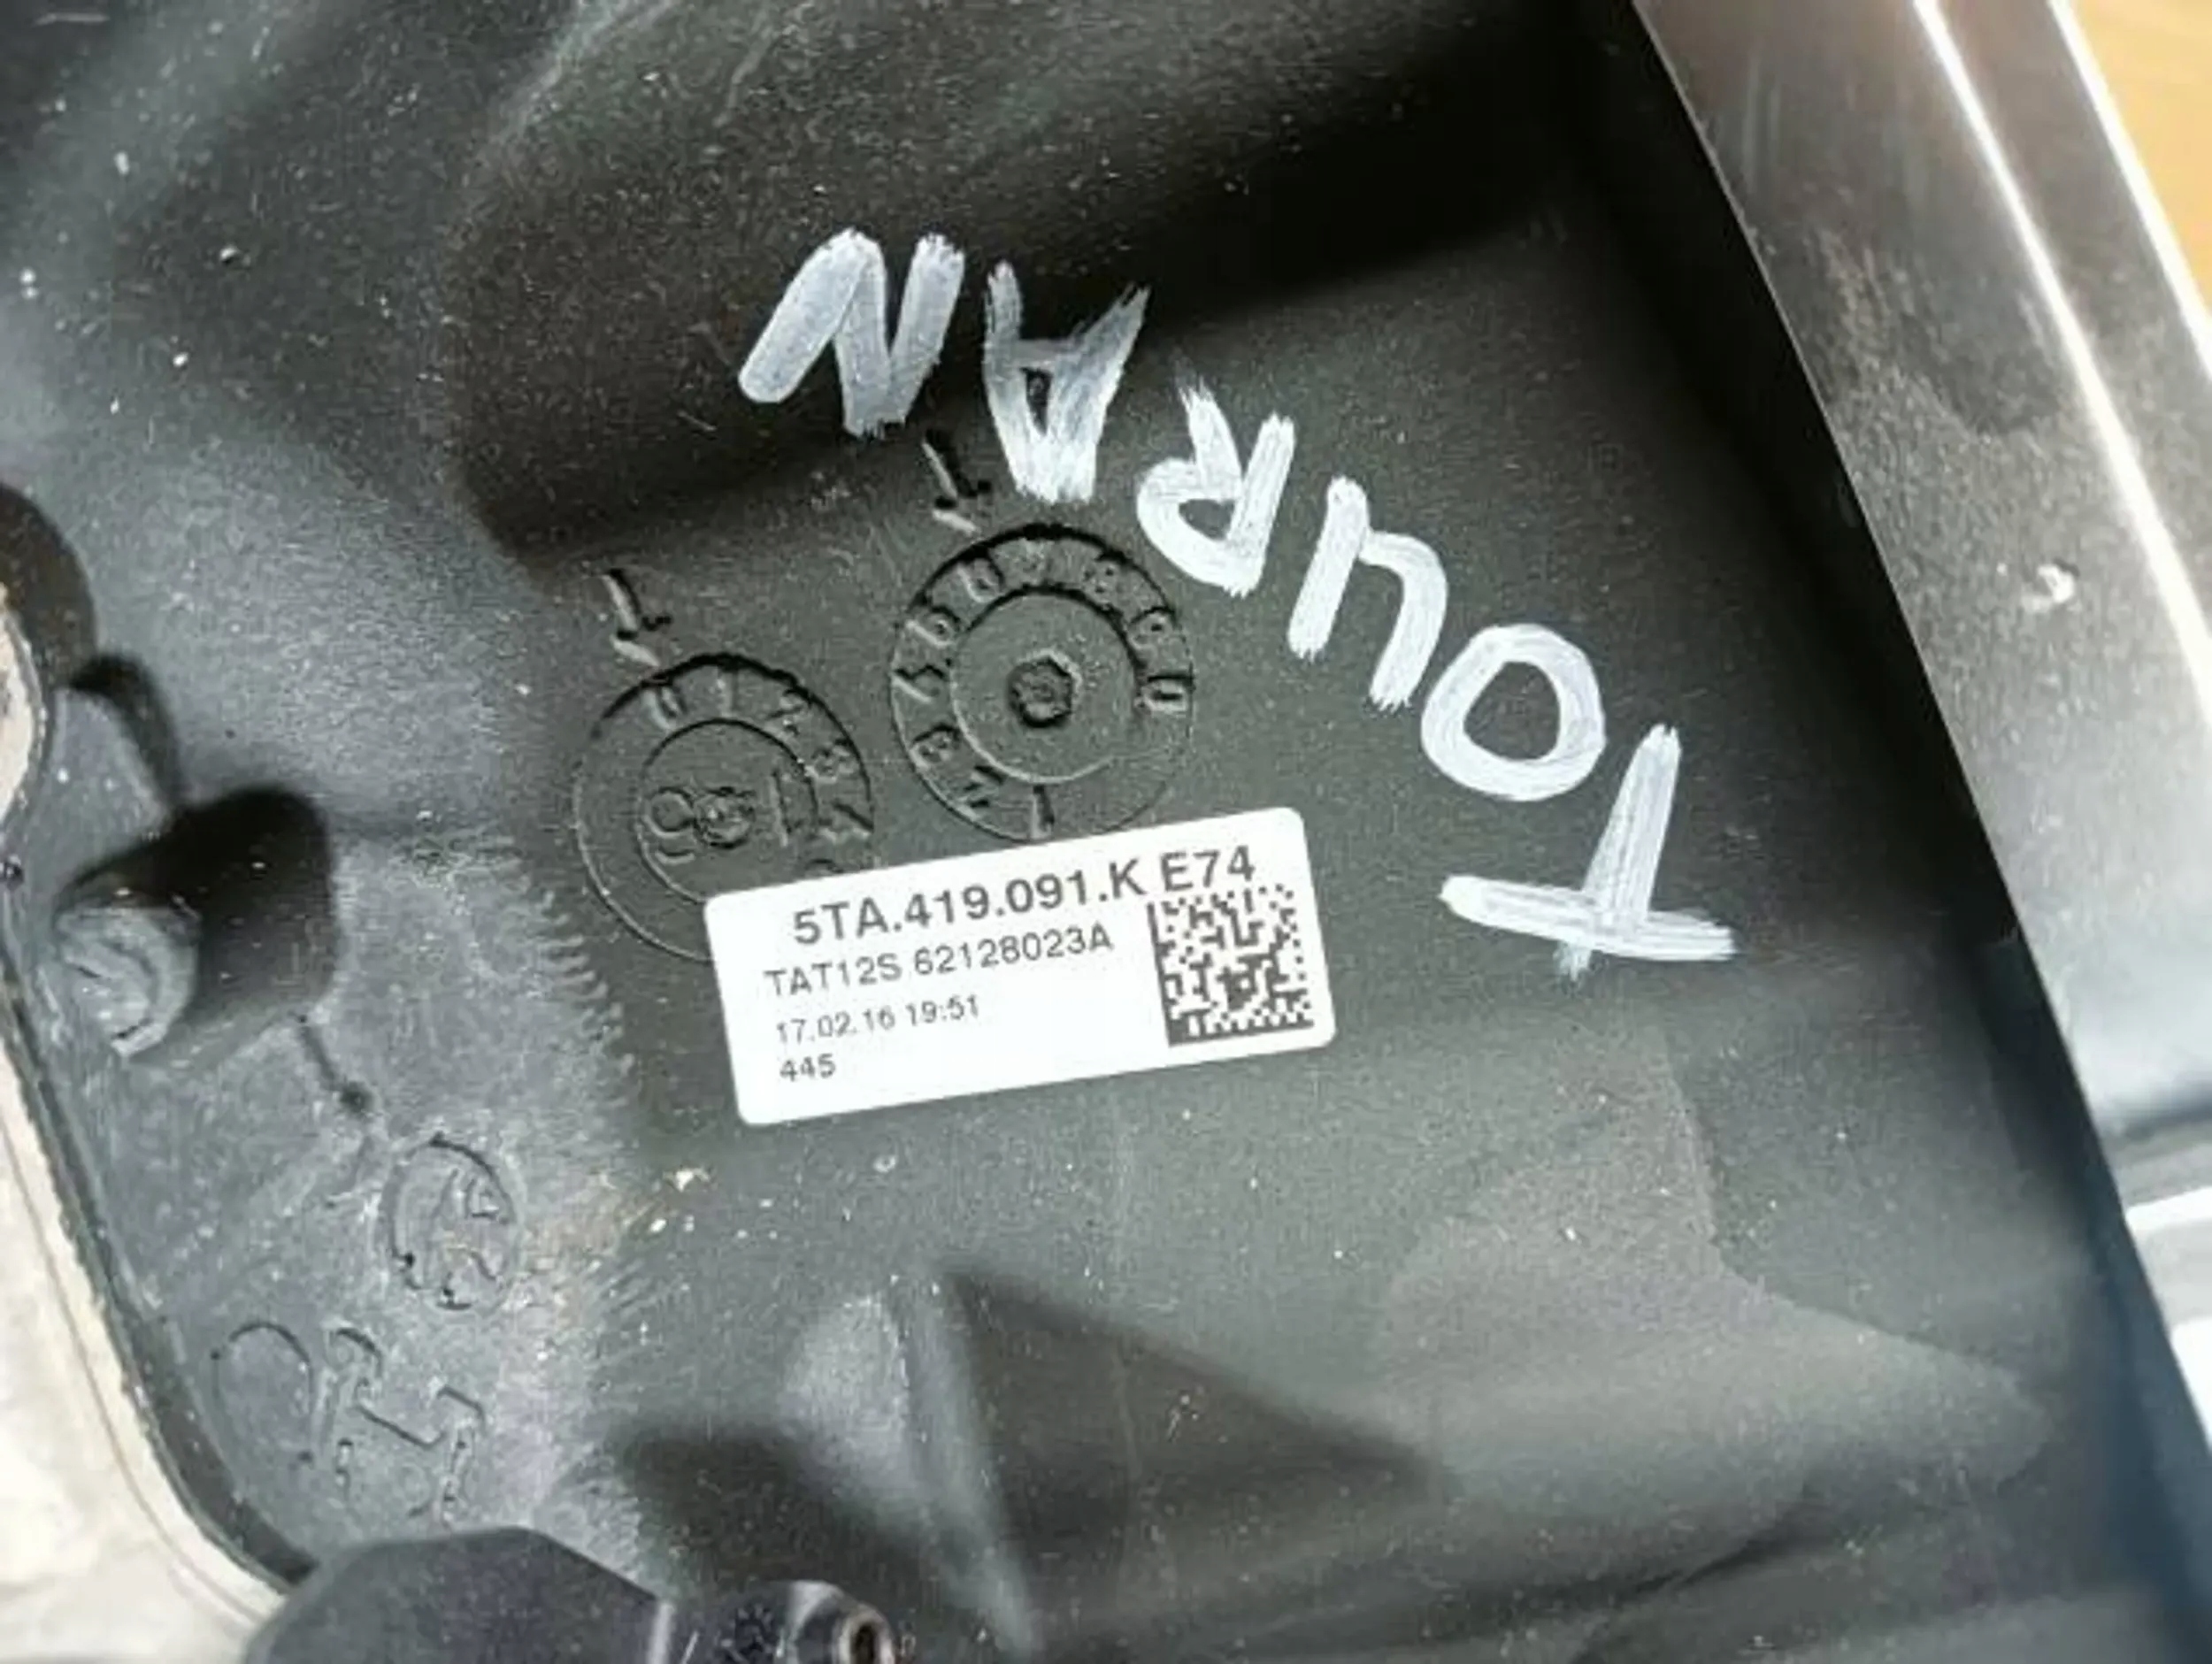 TOURAN
5TA.419.091.K E74
TAT12S 62128023A
17.02.16 19:51
445